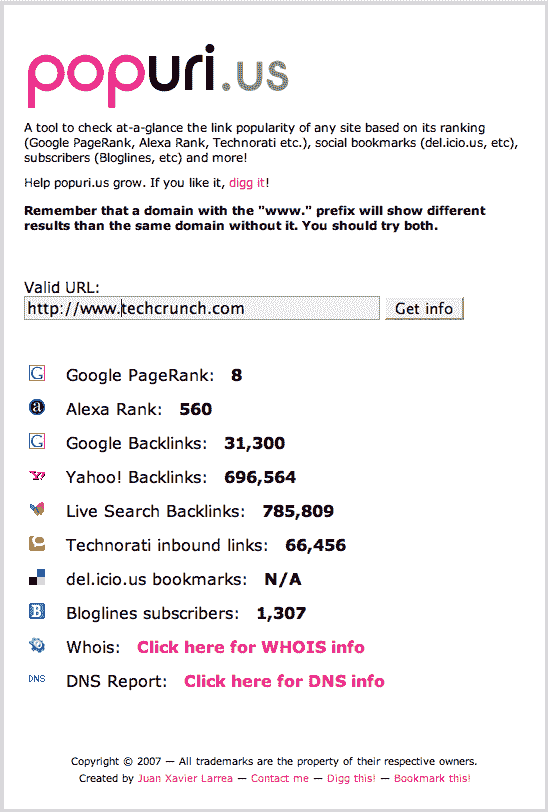 popuri.us
A tool to check at-a-glance the link popularity of any site based on its ranking
(Google PageRank, Alexa Rank, Technorati etc.), social bookmarks (del.icio.us, etc),
subscribers (Bloglines, etc) and more!
Help popuri.us grow. If you like it, digg it!
Remember that a domain with the "www." prefix will show different
results than the same domain without it. You should try both.
Valid URL:
http://www.techcrunch.com Get info
G Google PageRank: 8
a Alexa Rank: 560
G Google Backlinks: 31,300
Y! Yahoo! Backlinks: 696,564
Live Search Backlinks: 785,809
Technorati inbound links: 66,456
del.icio.us bookmarks: N/A
B Bloglines subscribers: 1,307
Whois: Click here for WHOIS info
DNS DNS Report: Click here for DNS info
Copyright © 2007 — All trademarks are the property of their respective owners.
Created by Juan Xavier Larrea — Contact me — Digg this! — Bookmark this!